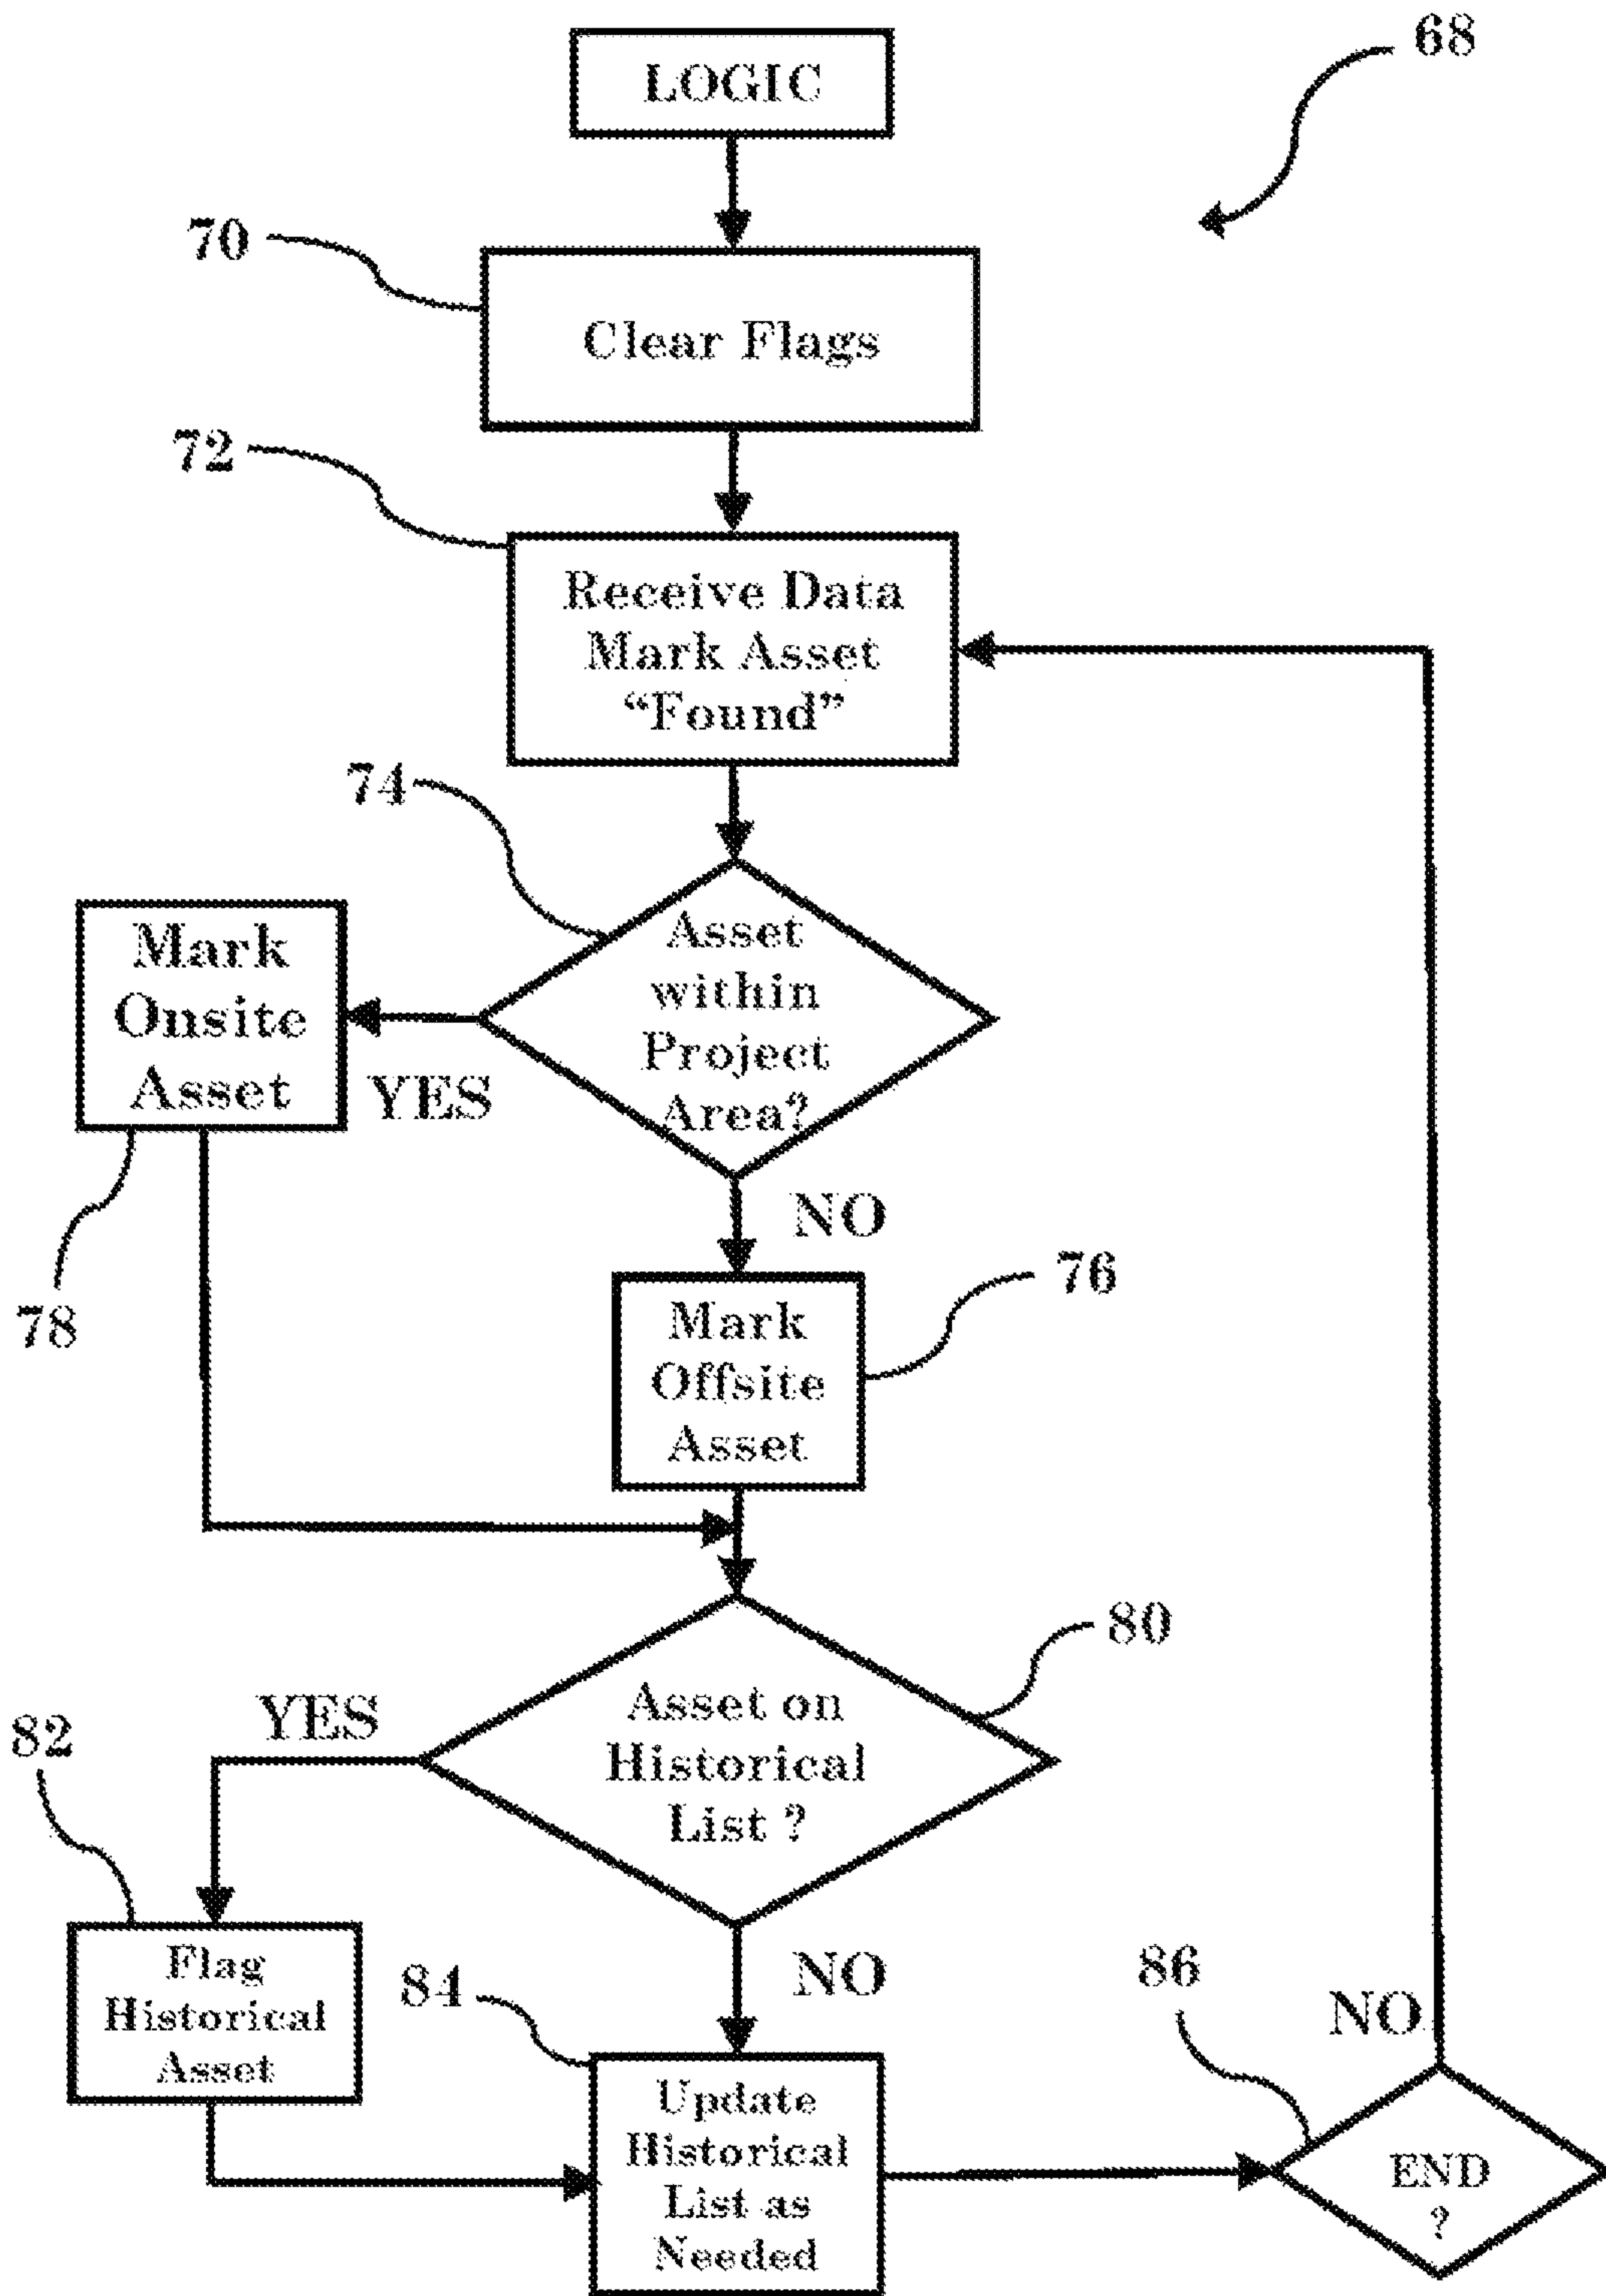 68
LOGIC
70
Clear Flags
72
Receive Data
Mark Asset
“Found”
74
Asset
within
Project
Area?
Mark
Onsite
Asset
YES
78
NO
76
Mark
Offsite
Asset
80
Asset on
Historical
List ?
YES
82
Flag
Historical
Asset
NO
84
Update
Historical
List as
Needed
86
NO
END
?